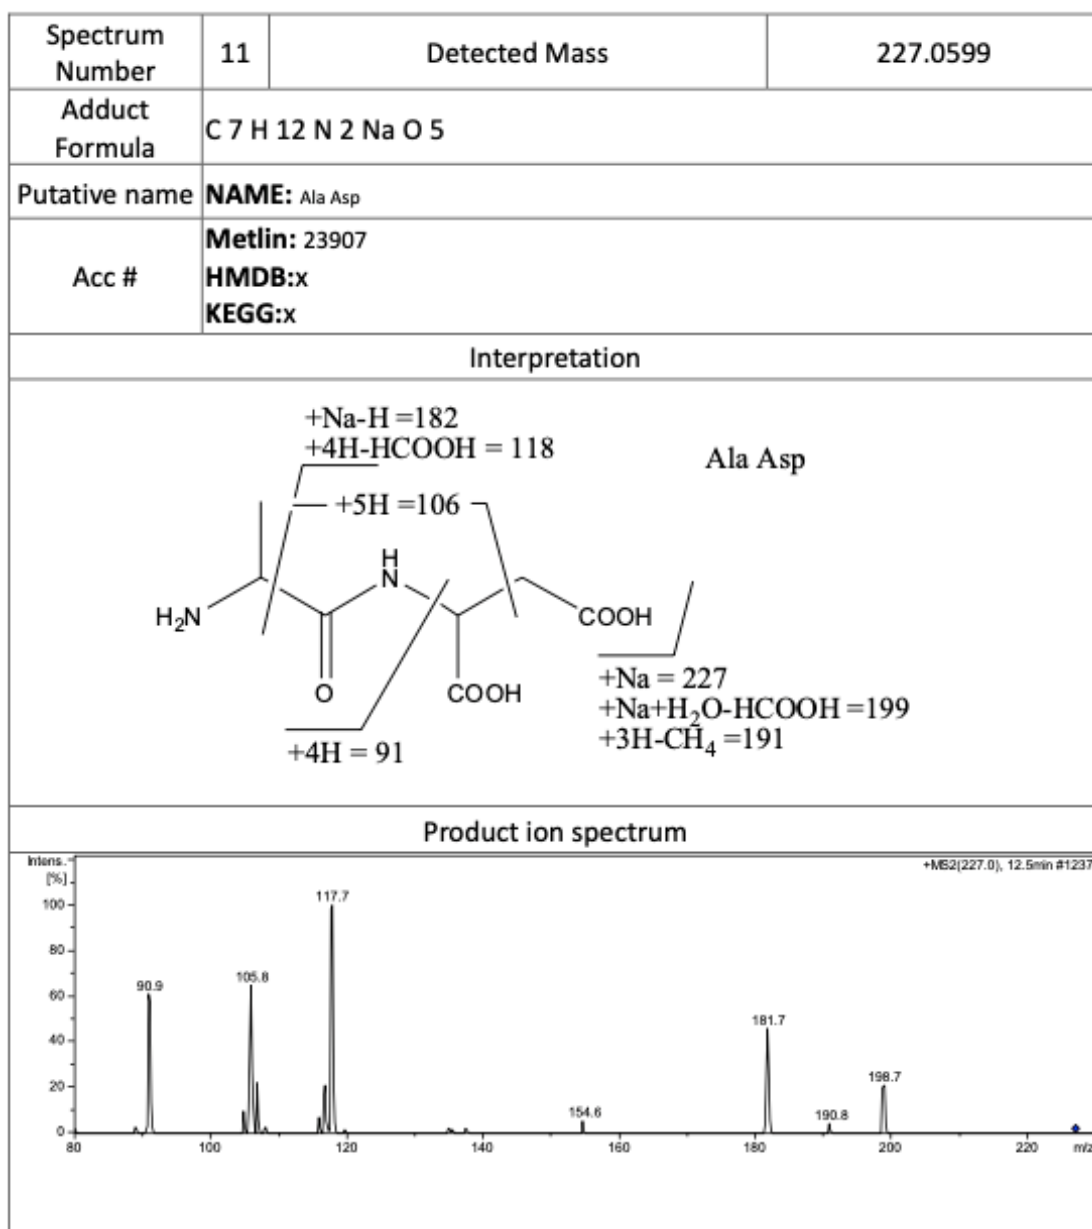 Spectrum Number 11 Detected Mass 227.0599
Adduct Formula C 7 H 12 N 2 Na O 5
Putative name NAME: Ala Asp
Acc # Metlin: 23907
HMDB:x
KEGG:x
Interpretation
+Na-H =182
+4H-HCOOH = 118
Ala Asp
+5H =106
H
N
H2N
COOH
O
COOH
+Na = 227
+Na+H2O-HCOOH =199
+3H-CH4 =191
+4H = 91
Product ion spectrum
Intens.
[%]
+MS2(227.0), 12.5min #1237
100
80
60
40
20
0
90.9
105.8
117.7
154.6
181.7
190.8
198.7
80 100 120 140 160 180 200 220 m/z